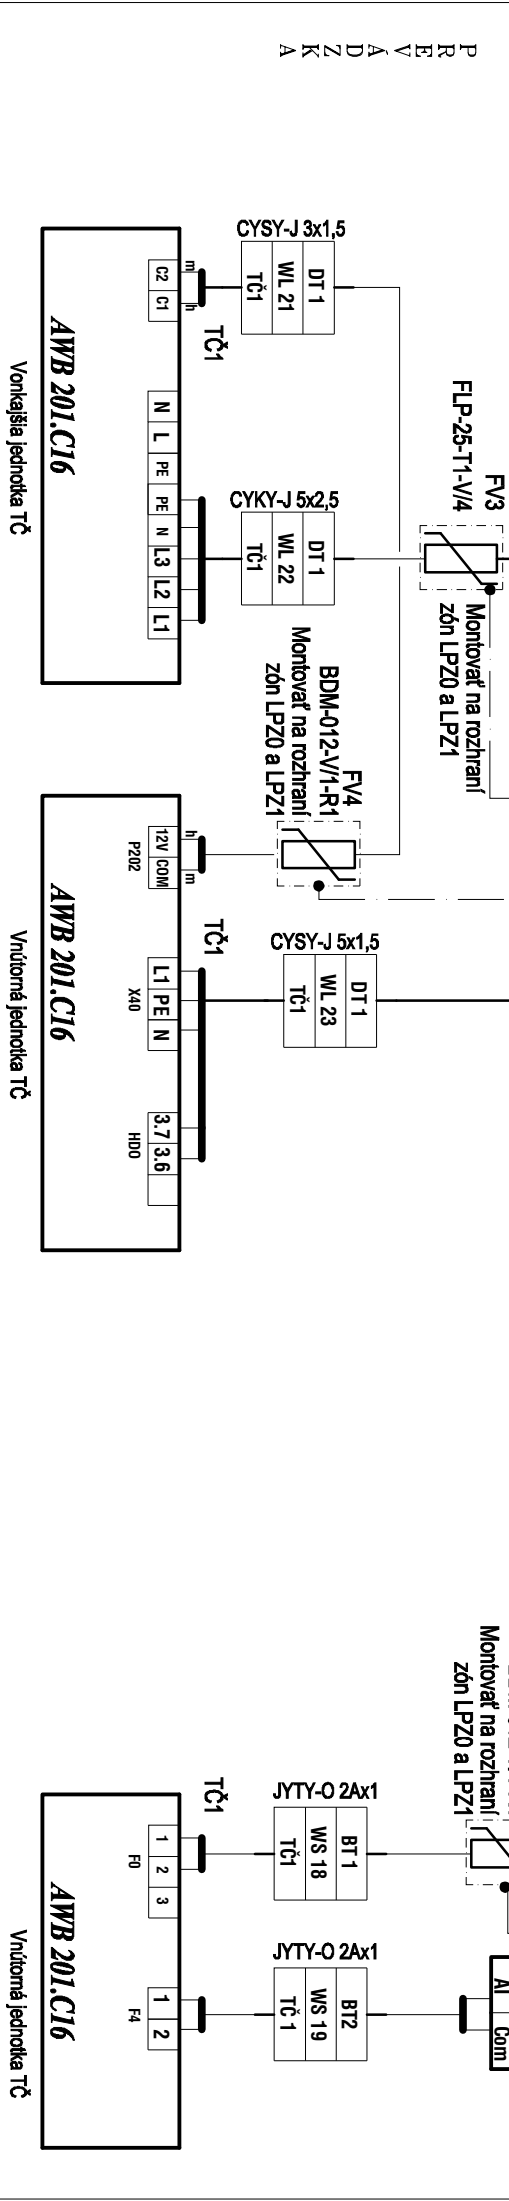 P R E V Á D Z K A
CYSY-J 3x1,5
DT 1
WL 21
TČ1
m
h
C2 C1
TČ1
AWB 201.C16
Vonkajšia jednotka TČ
N L PE PE N L3 L2 L1
CYKY-J 5x2,5
DT 1
WL 22
TČ1
FV3
FLP-25-T1-V/4
Montovať na rozhraní
zón LPZ0 a LPZ1
FV4
BDM-012-V/1-R1
Montovať na rozhraní
zón LPZ0 a LPZ1
h
m
12V COM
P202
TČ1
AWB 201.C16
Vnútorná jednotka TČ
L1 PE N
X40
3.7 3.6
HD0
CYSY-J 5x1,5
DT 1
WL 23
TČ1
Montovať na rozhraní
zón LPZ0 a LPZ1
JYTY-O 2Ax1
BT 1
WS 18
TČ1
TČ1
1 2 3
F0
AWB 201.C16
Vnútorná jednotka TČ
1 2
F4
JYTY-O 2Ax1
BT2
WS 19
TČ 1
AI Com